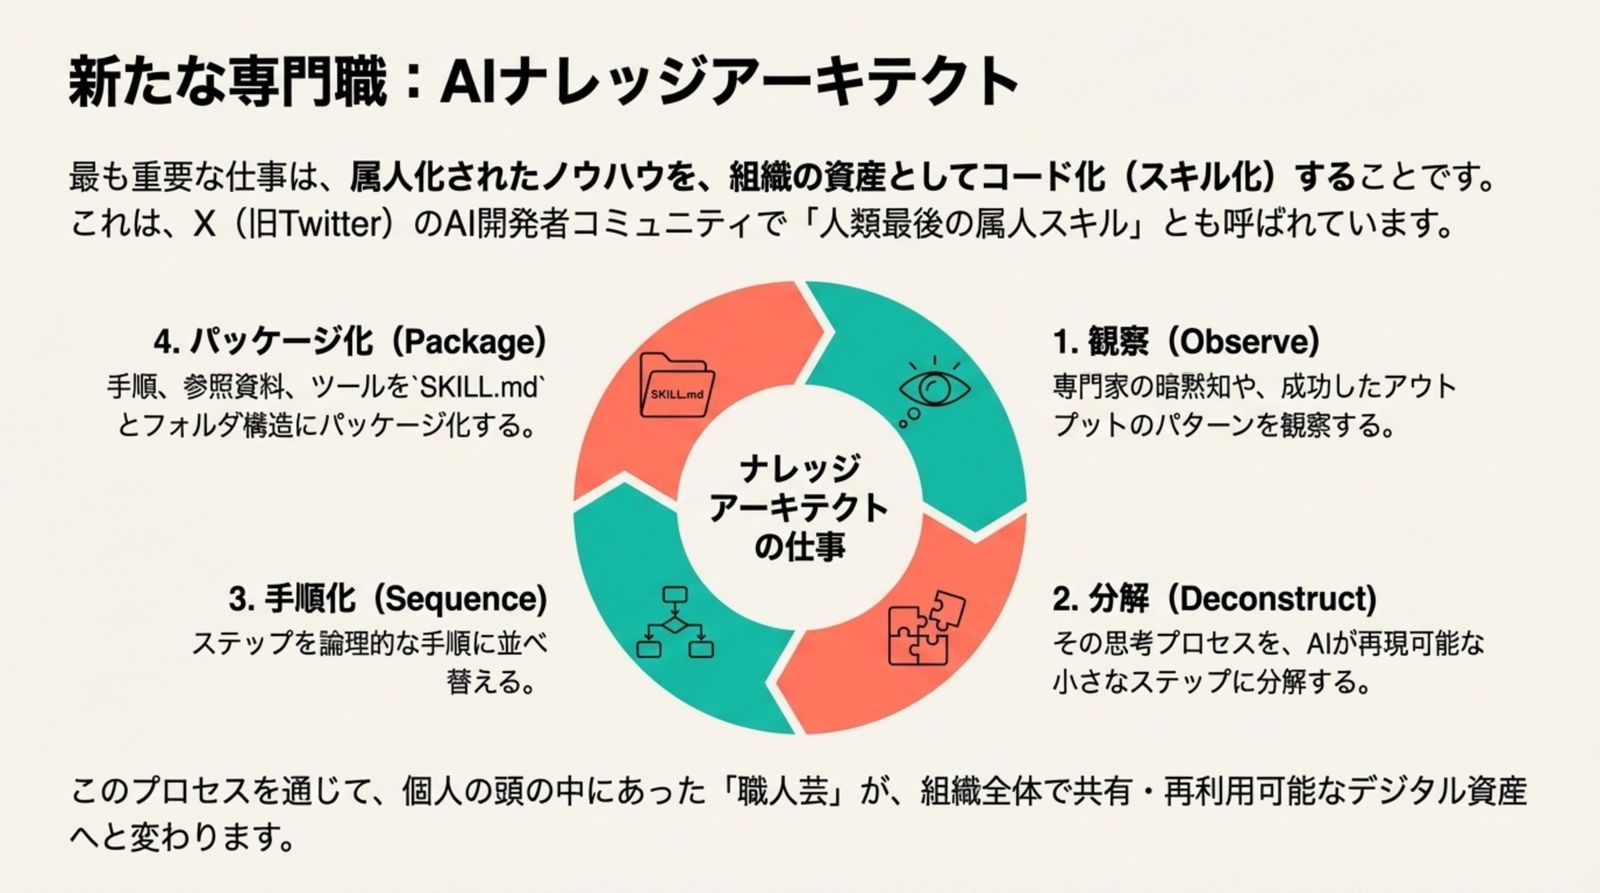 新たな専門職：AIナレッジアーキテクト
最も重要な仕事は、属人化されたノウハウを、組織の資産としてコード化（スキル化）することです。
これは、X（旧Twitter）のAI開発者コミュニティで「人類最後の属人スキル」とも呼ばれています。
1. 観察（Observe）
専門家の暗黙知や、成功したアウト
プットのパターンを観察する。
2. 分解（Deconstruct）
その思考プロセスを、AIが再現可能な
小さなステップに分解する。
3. 手順化（Sequence）
ステップを論理的な手順に並べ
替える。
4. パッケージ化（Package）
手順、参照資料、ツールを`SKILL.md`
とフォルダ構造にパッケージ化する。
SKILL.md
ナレッジ
アーキテクト
の仕事
このプロセスを通じて、個人の頭の中にあった「職人芸」が、組織全体で共有・再利用可能なデジタル資産
へと変わります。